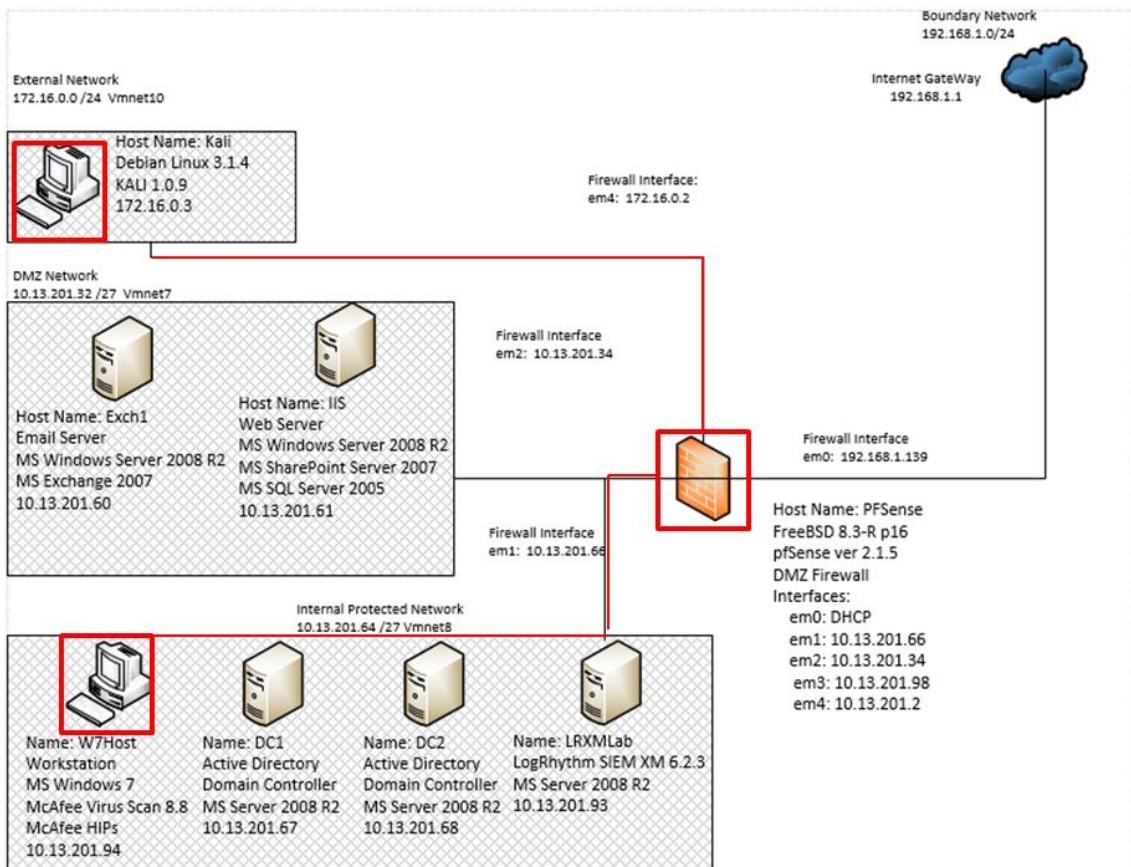 Boundary Network
192.168.1.0/24
Internet GateWay
192.168.1.1
External Network
172.16.0.0 /24 Vmnet10
Host Name: Kali
Debian Linux 3.1.4
KALI 1.0.9
172.16.0.3
Firewall Interface:
em4: 172.16.0.2
DMZ Network
10.13.201.32 /27 Vmnet7
Host Name: Exch1
Email Server
MS Windows Server 2008 R2
MS Exchange 2007
10.13.201.60
Host Name: IIS
Web Server
MS Windows Server 2008 R2
MS SharePoint Server 2007
MS SQL Server 2005
10.13.201.61
Firewall Interface
em2: 10.13.201.34
Firewall Interface
em0: 192.168.1.139
Firewall Interface
em1: 10.13.201.66
Host Name: PFSense
FreeBSD 8.3-R p16
pfSense ver 2.1.5
DMZ Firewall
Interfaces:
em0: DHCP
em1: 10.13.201.66
em2: 10.13.201.34
em3: 10.13.201.98
em4: 10.13.201.2
Internal Protected Network
10.13.201.64 /27 Vmnet8
Name: W7Host
Workstation
MS Windows 7
McAfee Virus Scan 8.8
McAfee HIPs
10.13.201.94
Name: DC1
Active Directory
Domain Controller
MS Server 2008 R2
10.13.201.67
Name: DC2
Active Directory
Domain Controller
MS Server 2008 R2
10.13.201.68
Name: LRXMLab
LogRhythm SIEM XM 6.2.3
MS Server 2008 R2
10.13.201.93